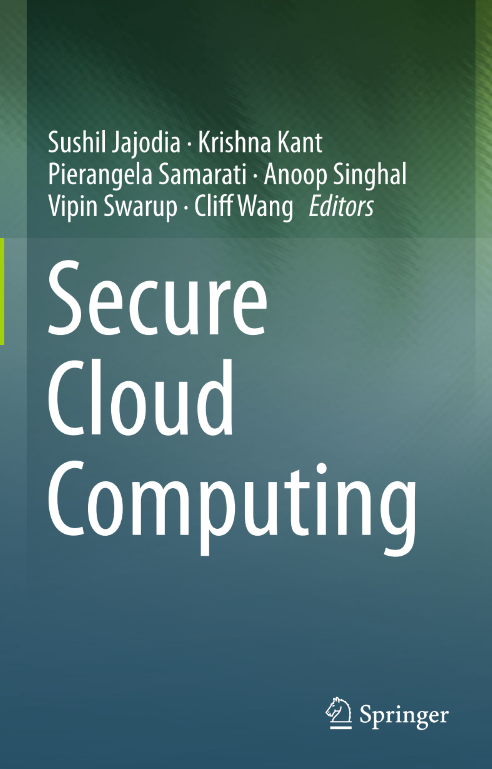 Sushil Jajodia · Krishna Kant
Pierangela Samarati · Anoop Singhal
Vipin Swarup · Cliff Wang Editors
Secure
Cloud
Computing
Springer